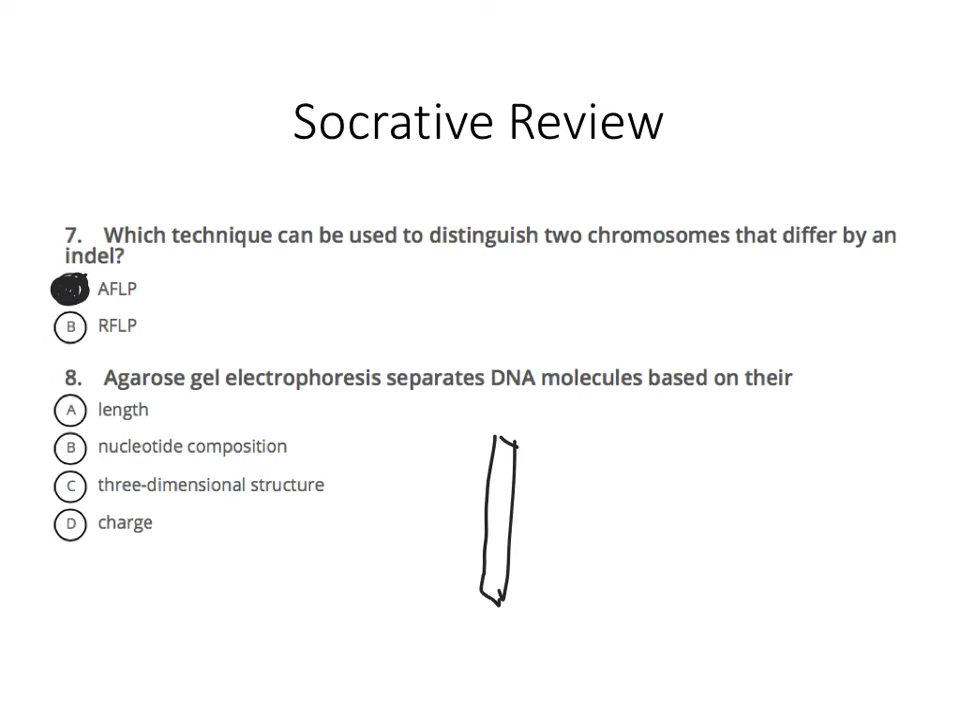 Socrative Review
7. Which technique can be used to distinguish two chromosomes that differ by an
indel?
AFLP
B RFLP
8. Agarose gel electrophoresis separates DNA molecules based on their
A length
B nucleotide composition
C three-dimensional structure
D charge